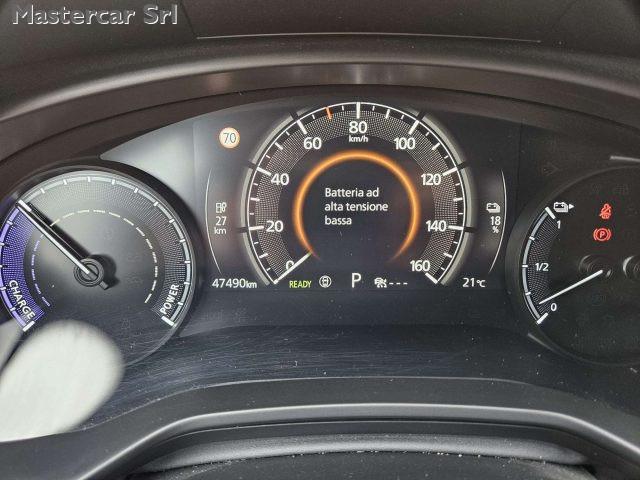 Mastercar Srl
70
60 80 100
km/h
40 120
20 140
0 160
Batteria ad
alta tensione
bassa
27
km
18
%
47490km
READY
P
---
21°C
CHARGE
POWER
1
1/2
0
P